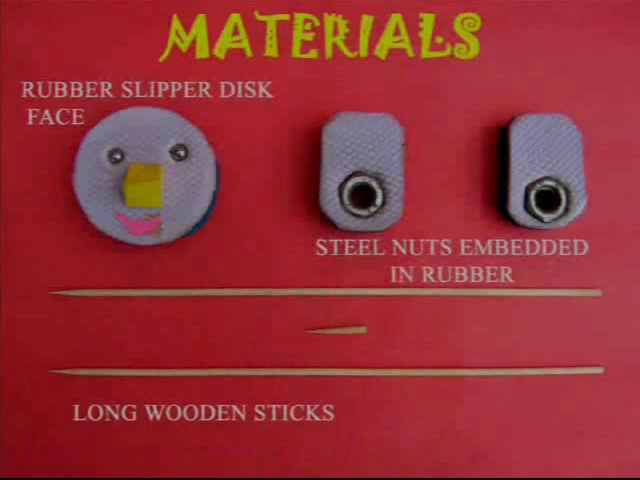 MATERIALS
RUBBER SLIPPER DISK
FACE
STEEL NUTS EMBEDDED
IN RUBBER
LONG WOODEN STICKS